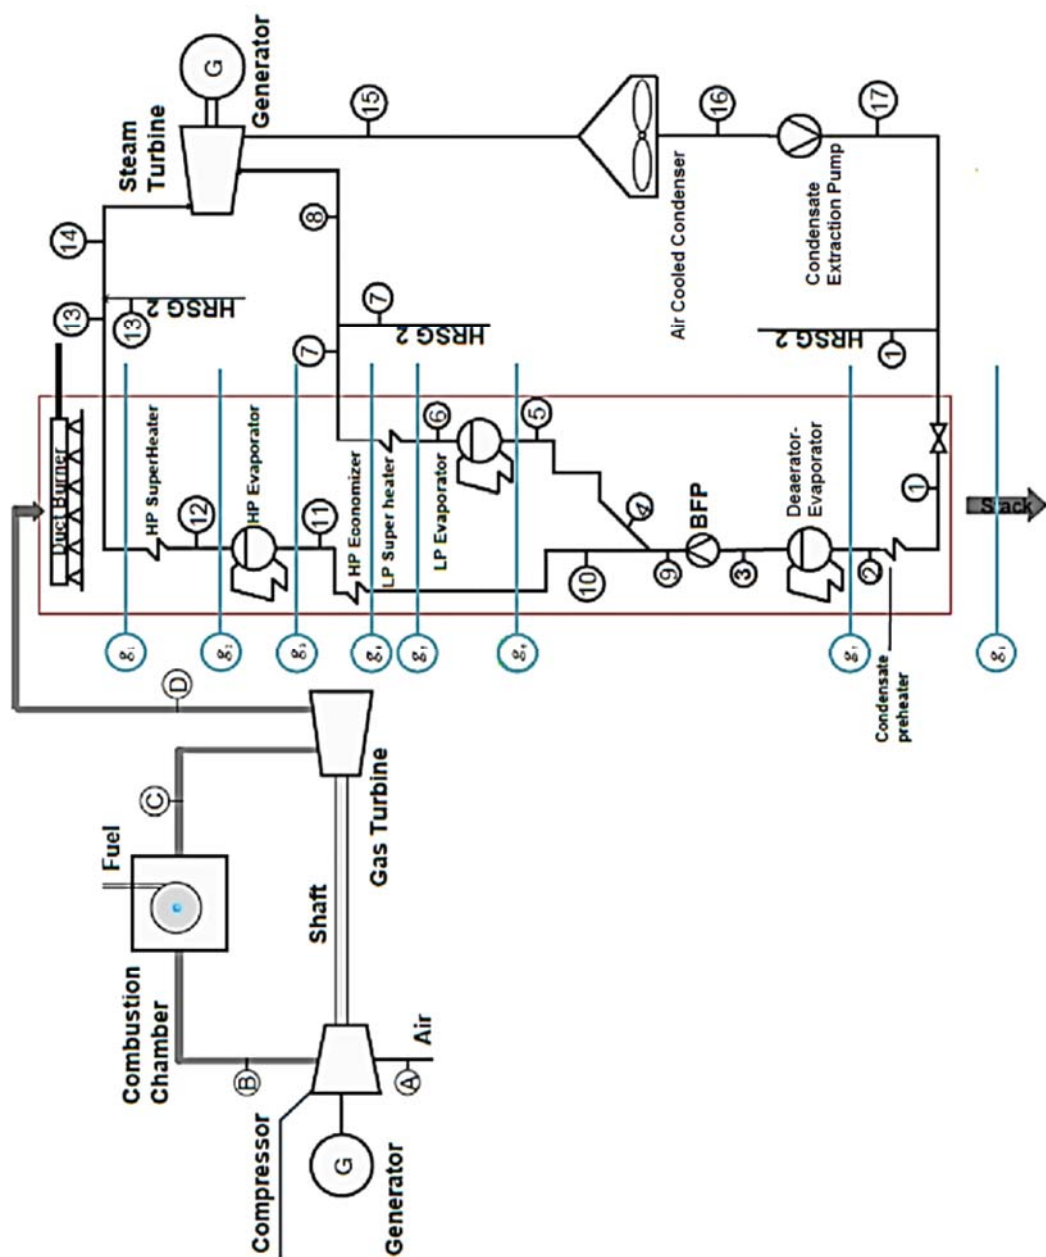 G
Generator
Steam
Turbine
15
16
17
14
8
Air Cooled Condenser
Condensate
Extraction Pump
13
13
HRSG 2
7
7
HRSG 2
HRSG 2
1
Duct Burner
HP SuperHeater
12
HP Evaporator
11
HP Economizer
LP Super heater
6
LP Evaporator
5
4
10
9
BFP
3
Deaerator-
Evaporator
2
1
Stack
Condensate
preheater
D
C
Fuel
Combustion
Chamber
Gas Turbine
Shaft
B
Air
A
Compressor
G
Generator